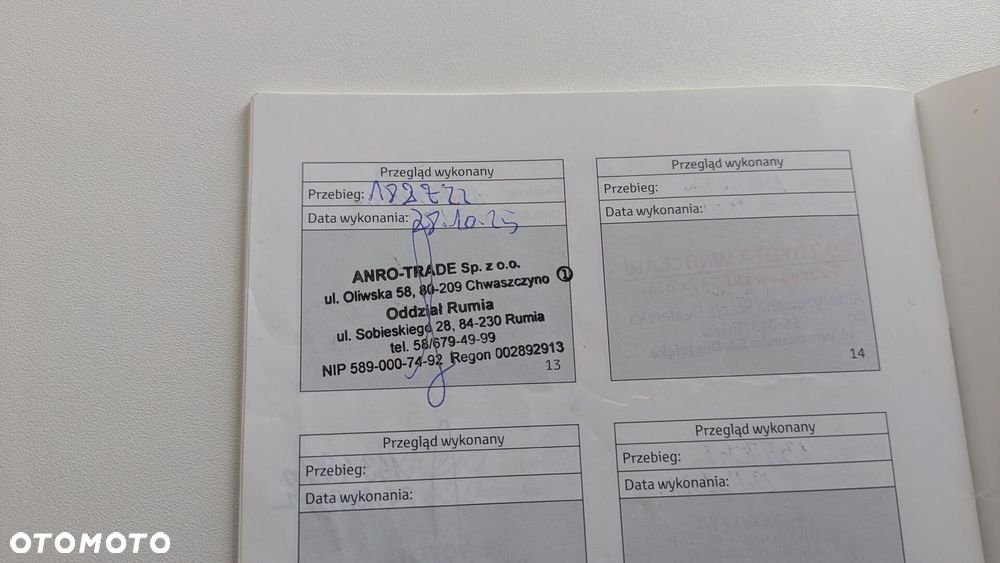 Przegląd wykonany
Przebieg: 188722
Data wykonania: 28.10.25
ANRO-TRADE Sp. z o.o.
ul. Oliwska 58, 80-209 Chwaszczyno 1
Oddział Rumia
ul. Sobieskiego 28, 84-230 Rumia
tel. 58/679-49-99
NIP 589-000-74-92 Regon 002892913
13
Przegląd wykonany
Przebieg:
Data wykonania:
14
Przegląd wykonany
Przebieg:
Data wykonania:
Przegląd wykonany
Przebieg:
Data wykonania:
OTOMOTO